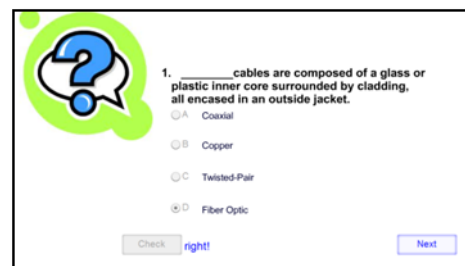 1. ________cables are composed of a glass or
plastic inner core surrounded by cladding,
all encased in an outside jacket.
A Coaxial
B Copper
C Twisted-Pair
D Fiber Optic
Check right! Next